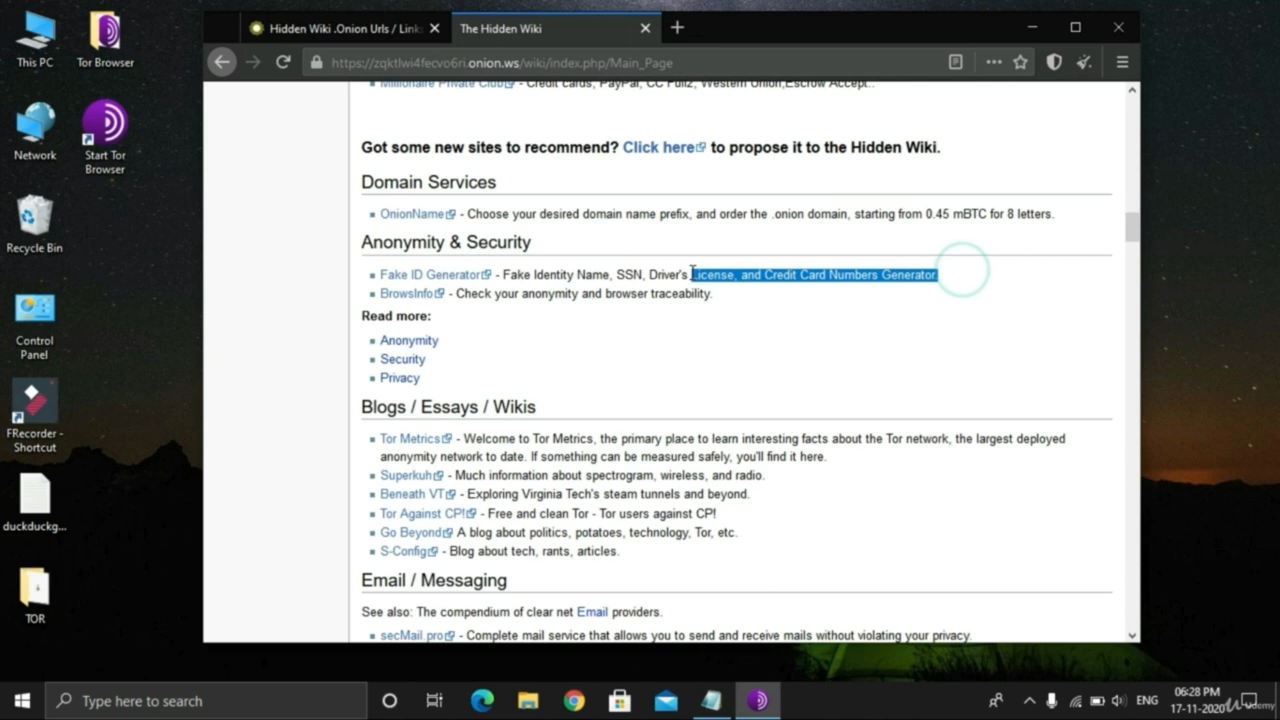 This PC
Tor Browser
Network
Start Tor
Browser
Recycle Bin
Control
Panel
FRecorder -
Shortcut
duckduckg...
TOR
Hidden Wiki .Onion Urls / Links
The Hidden Wiki
https://zqktlwi4fecvo6ri.onion.ws/wiki/index.php/Main_Page
Millionaire Private Club - Credit cards, PayPal, CC Fullz, Western Union,Escrow Accept..
Got some new sites to recommend? Click here to propose it to the Hidden Wiki.
Domain Services
OnionName - Choose your desired domain name prefix, and order the .onion domain, starting from 0.45 mBTC for 8 letters.
Anonymity & Security
Fake ID Generator - Fake Identity Name, SSN, Driver's License, and Credit Card Numbers Generator.
BrowsInfo - Check your anonymity and browser traceability.
Read more:
Anonymity
Security
Privacy
Blogs / Essays / Wikis
Tor Metrics - Welcome to Tor Metrics, the primary place to learn interesting facts about the Tor network, the largest deployed
anonymity network to date. If something can be measured safely, you'll find it here.
Superkuh - Much information about spectrogram, wireless, and radio.
Beneath VT - Exploring Virginia Tech's steam tunnels and beyond.
Tor Against CP! - Free and clean Tor - Tor users against CP!
Go Beyond A blog about politics, potatoes, technology, Tor, etc.
S-Config - Blog about tech, rants, articles.
Email / Messaging
See also: The compendium of clear net Email providers.
secMail.pro - Complete mail service that allows you to send and receive mails without violating your privacy.
Type here to search
ENG
06:28 PM
17-11-2020
Udemy